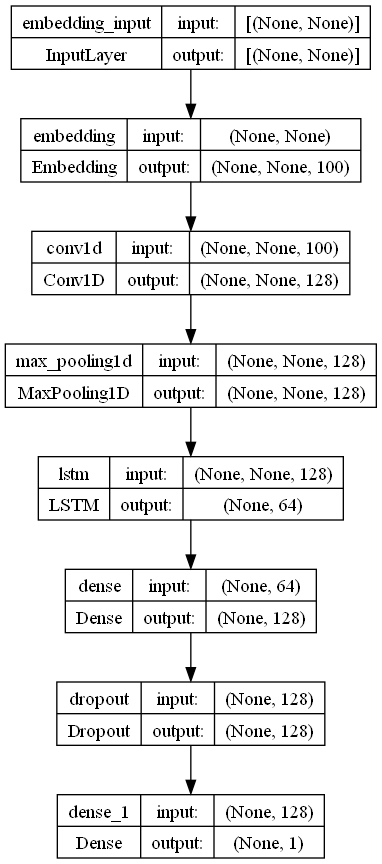 embedding_input input: [(None, None)]
InputLayer output: [(None, None)]
embedding input: (None, None)
Embedding output: (None, None, 100)
conv1d input: (None, None, 100)
Conv1D output: (None, None, 128)
max_pooling1d input: (None, None, 128)
MaxPooling1D output: (None, None, 128)
lstm input: (None, None, 128)
LSTM output: (None, 64)
dense input: (None, 64)
Dense output: (None, 128)
dropout input: (None, 128)
Dropout output: (None, 128)
dense_1 input: (None, 128)
Dense output: (None, 1)